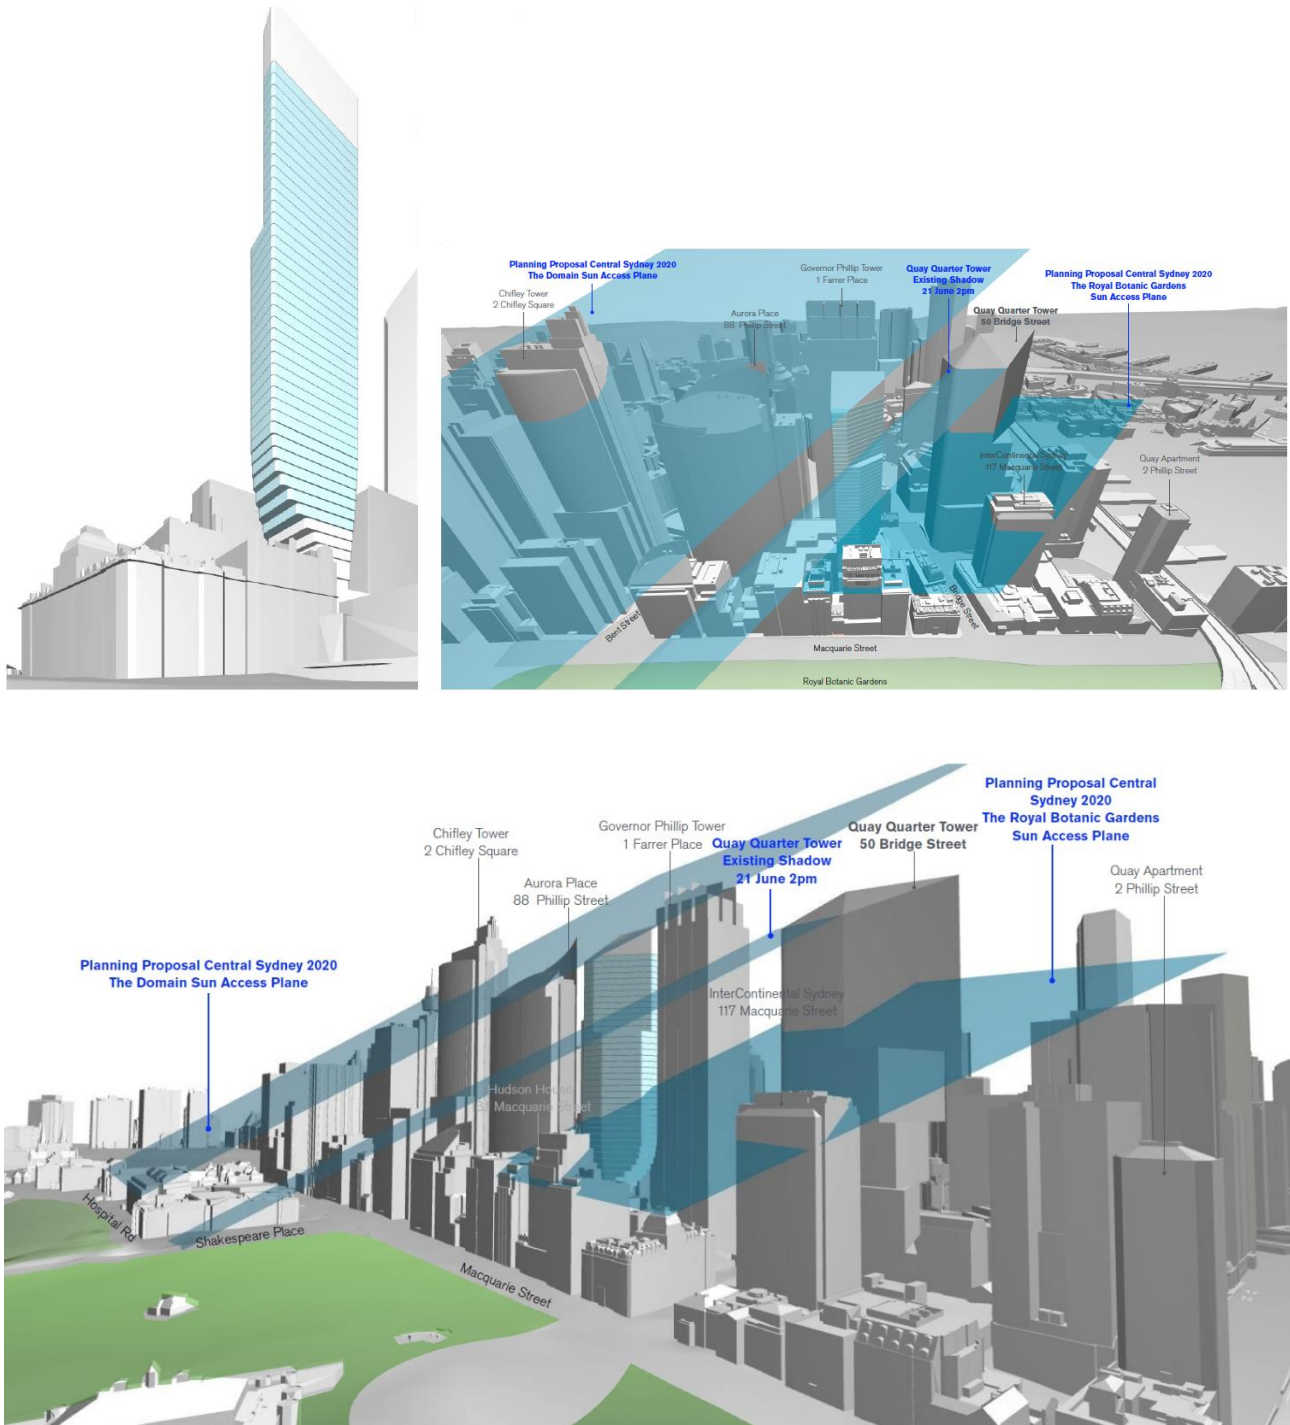 Planning Proposal Central Sydney 2020
The Domain Sun Access Plane
Chifley Tower
2 Chifley Square
Aurora Place
88 Phillip Street
Governor Phillip Tower
1 Farrer Place
Quay Quarter Tower
Existing Shadow
21 June 2pm
Quay Quarter Tower
50 Bridge Street
Planning Proposal Central Sydney 2020
The Royal Botanic Gardens
Sun Access Plane
InterContinental Sydney
117 Macquarie Street
Quay Apartment
2 Phillip Street
Bent Street
Bridge Street
Macquarie Street
Royal Botanic Gardens
Planning Proposal Central
Sydney 2020
The Royal Botanic Gardens
Sun Access Plane
Chifley Tower
2 Chifley Square
Governor Phillip Tower
1 Farrer Place
Quay Quarter Tower
Existing Shadow
21 June 2pm
Quay Quarter Tower
50 Bridge Street
Aurora Place
88 Phillip Street
Quay Apartment
2 Phillip Street
Planning Proposal Central Sydney 2020
The Domain Sun Access Plane
InterContinental Sydney
117 Macquarie Street
Hudson House
Macquarie Street
Hospital Rd
Shakespeare Place
Macquarie Street